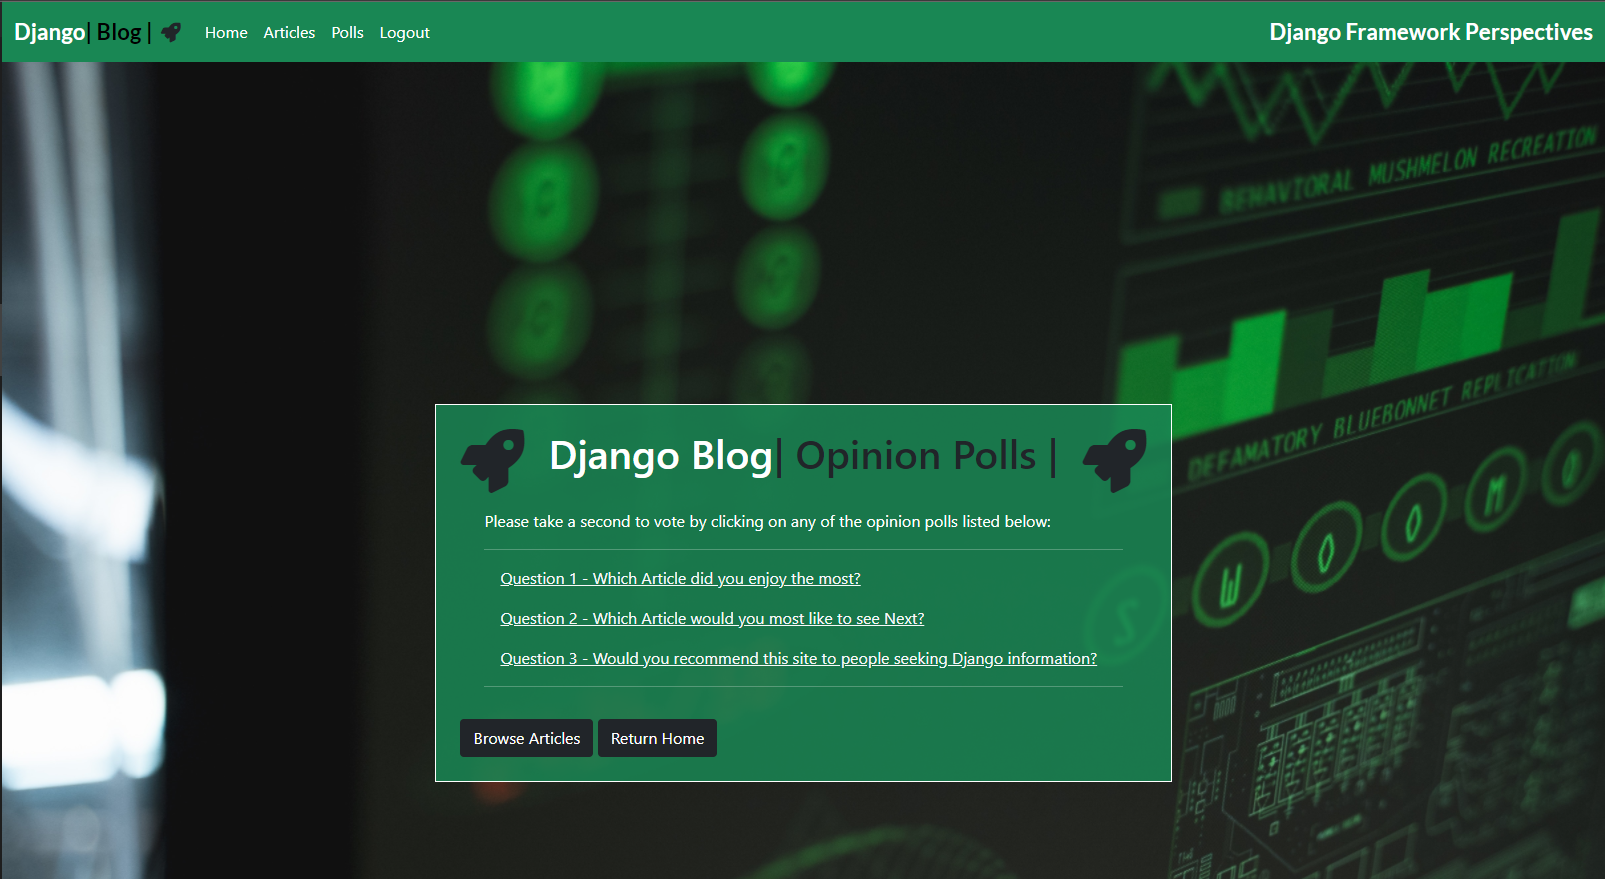 Django| Blog |
Home Articles Polls Logout
Django Framework Perspectives
BEHAVIORAL MUSHMELON RECREATION
DEFAMATORY BLUEBONNET REPLICATION
S W O O M O
Django Blog| Opinion Polls |
Please take a second to vote by clicking on any of the opinion polls listed below:
Question 1 - Which Article did you enjoy the most?
Question 2 - Which Article would you most like to see Next?
Question 3 - Would you recommend this site to people seeking Django information?
Browse Articles Return Home